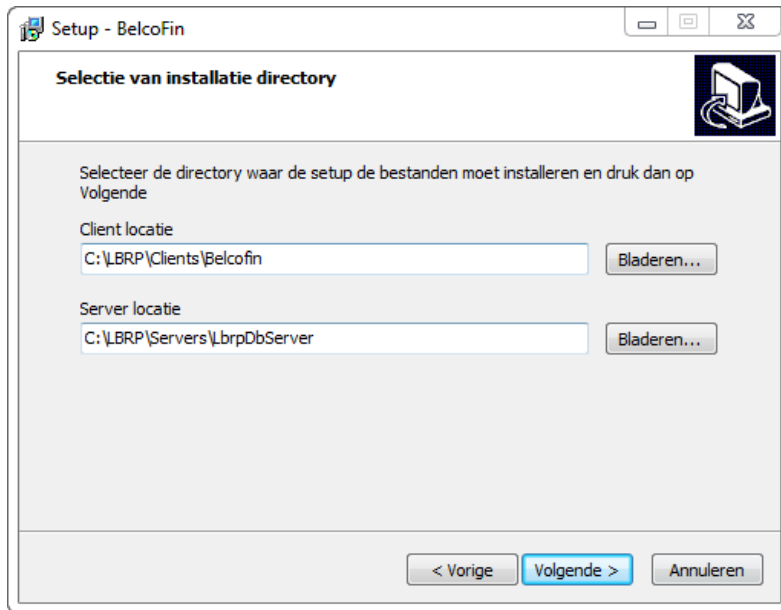 Setup - BelcoFin
Selectie van installatie directory
Selecteer de directory waar de setup de bestanden moet installeren en druk dan op
Volgende
Client locatie
C:\LBRP\Clients\Belcofin
Bladeren...
Server locatie
C:\LBRP\Servers\LbrpDbServer
Bladeren...
< Vorige
Volgende >
Annuleren